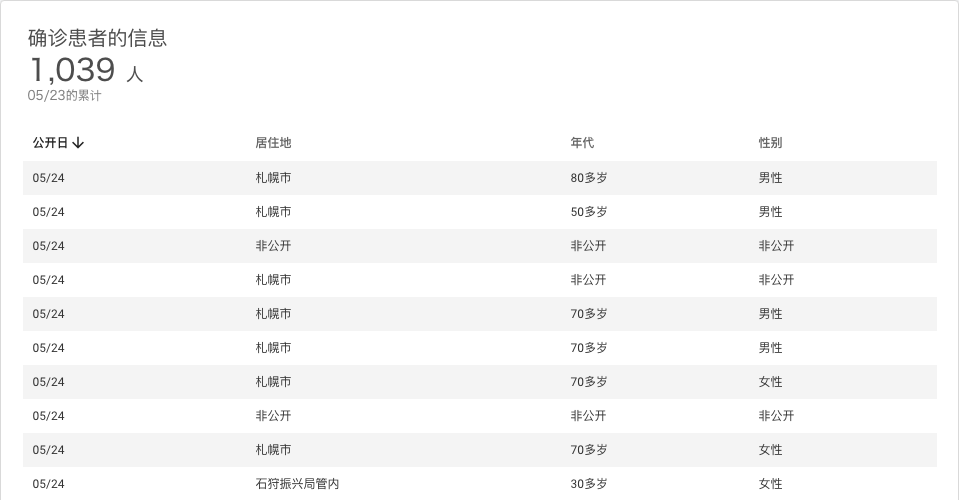 确诊患者的信息
1,039 人
05/23的累计
公开日 ↓ 居住地 年代 性别
05/24 札幌市 80多岁 男性
05/24 札幌市 50多岁 男性
05/24 非公开 非公开 非公开
05/24 札幌市 非公开 非公开
05/24 札幌市 70多岁 男性
05/24 札幌市 70多岁 男性
05/24 札幌市 70多岁 女性
05/24 非公开 非公开 非公开
05/24 札幌市 70多岁 女性
05/24 石狩振兴局管内 30多岁 女性